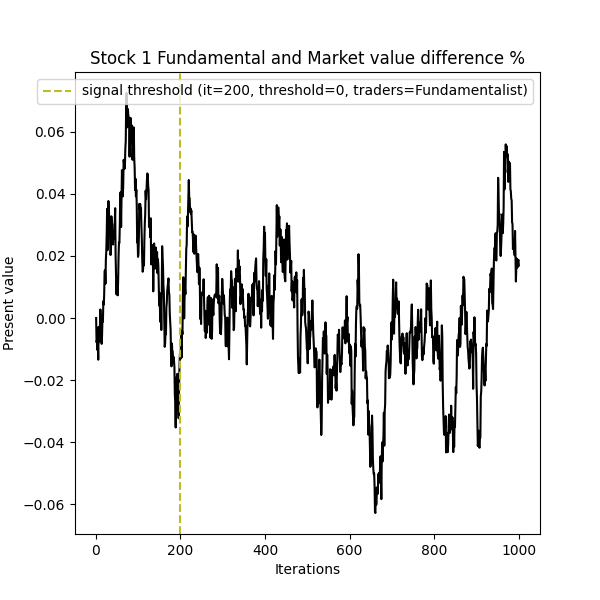 Stock 1 Fundamental and Market value difference %
signal threshold (it=200, threshold=0, traders=Fundamentalist)
0.06
0.04
0.02
0.00
−0.02
−0.04
−0.06
Present value
0 200 400 600 800 1000
Iterations